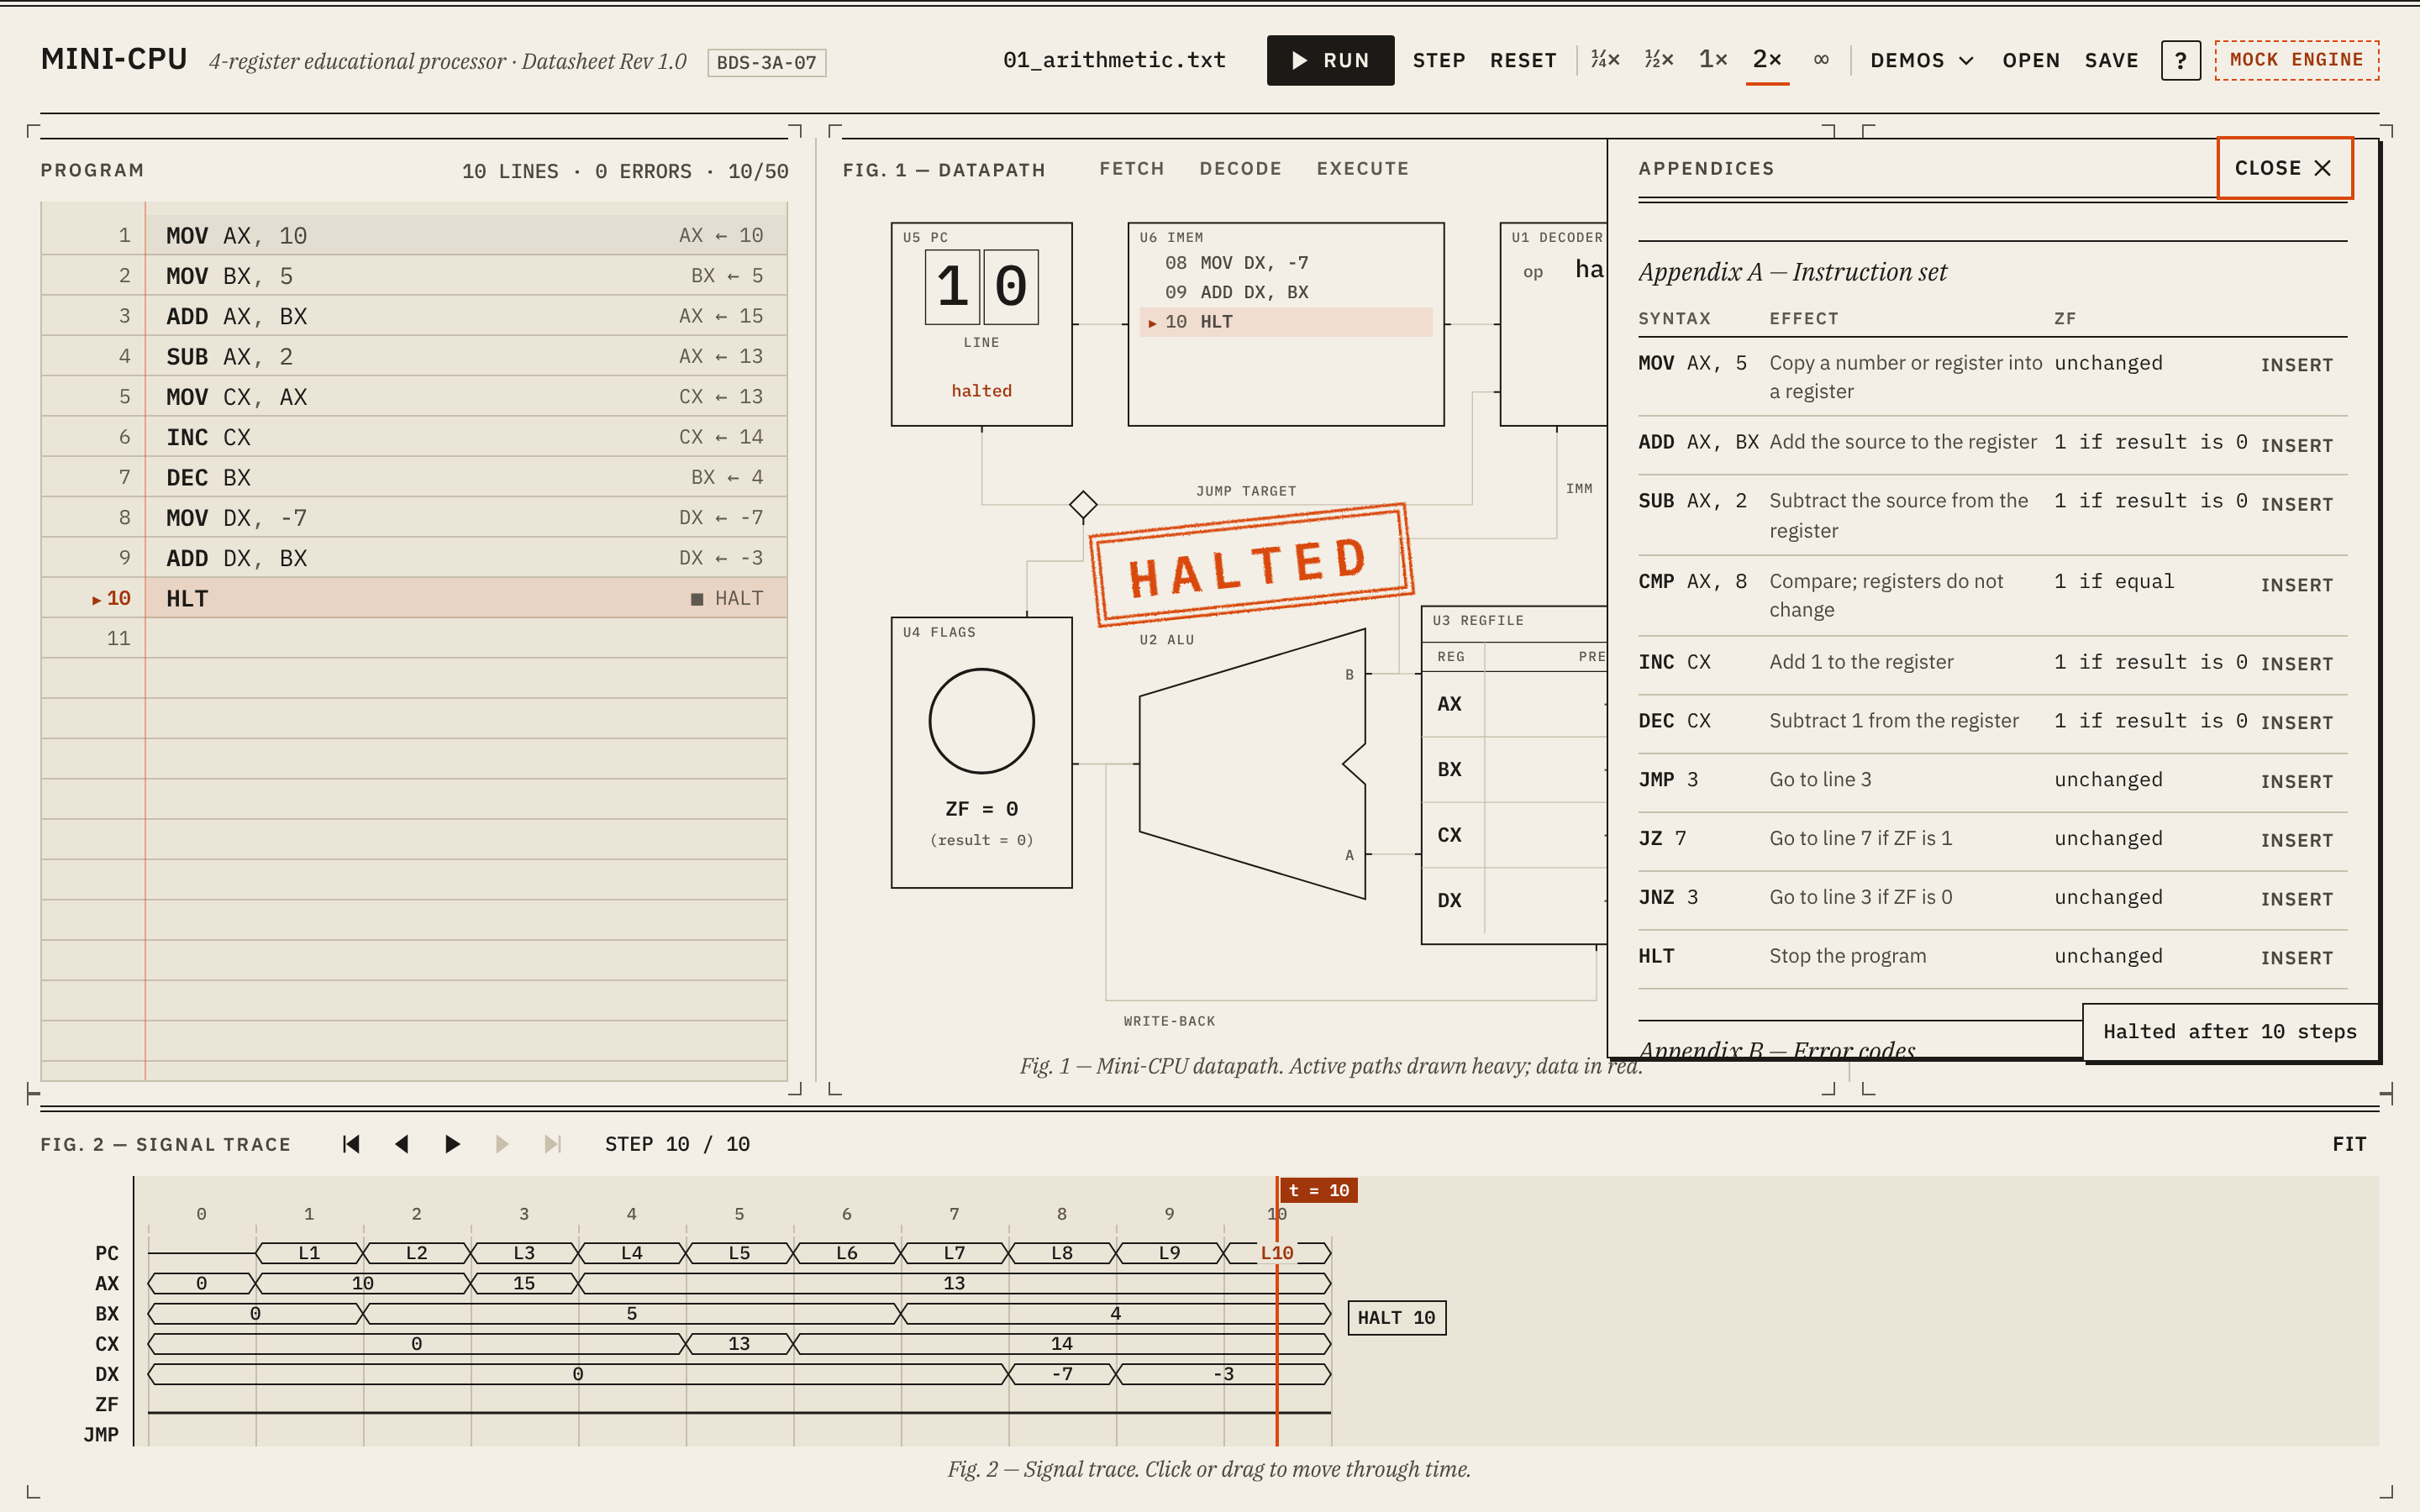 MINI-CPU 4-register educational processor · Datasheet Rev 1.0 BDS-3A-07 01_arithmetic.txt RUN STEP RESET ¼× ½× 1× 2× ∞ DEMOS OPEN SAVE ? MOCK ENGINE
PROGRAM 10 LINES · 0 ERRORS · 10/50
1 MOV AX, 10 AX ← 10
2 MOV BX, 5 BX ← 5
3 ADD AX, BX AX ← 15
4 SUB AX, 2 AX ← 13
5 MOV CX, AX CX ← 14
6 INC CX CX ← 14
7 DEC BX BX ← 4
8 MOV DX, -7 DX ← -7
9 ADD DX, BX DX ← -3
▸10 HLT ■ HALT
11
FIG. 1 — DATAPATH FETCH DECODE EXECUTE
U5 PC
10
LINE
halted
U6 IMEM
08 MOV DX, -7
09 ADD DX, BX
▸ 10 HLT
U1 DECODER
op ha
JUMP TARGET
IMM
HALTED
U4 FLAGS
ZF = 0
(result = 0)
U2 ALU
B
A
U3 REGFILE
REG PRE
AX
BX
CX
DX
WRITE-BACK
Fig. 1 — Mini-CPU datapath. Active paths drawn heavy; data in red.
APPENDICES CLOSE ×
Appendix A — Instruction set
SYNTAX EFFECT ZF
MOV AX, 5 Copy a number or register into unchanged INSERT
a register
ADD AX, BX Add the source to the register 1 if result is 0 INSERT
SUB AX, 2 Subtract the source from the 1 if result is 0 INSERT
register
CMP AX, 8 Compare; registers do not 1 if equal INSERT
change
INC CX Add 1 to the register 1 if result is 0 INSERT
DEC CX Subtract 1 from the register 1 if result is 0 INSERT
JMP 3 Go to line 3 unchanged INSERT
JZ 7 Go to line 7 if ZF is 1 unchanged INSERT
JNZ 3 Go to line 3 if ZF is 0 unchanged INSERT
HLT Stop the program unchanged INSERT
Appendix B — Error codes
Halted after 10 steps
FIG. 2 — SIGNAL TRACE STEP 10 / 10 FIT
t = 10
0 1 2 3 4 5 6 7 8 9 10
PC L1 L2 L3 L4 L5 L6 L7 L8 L9 L10
AX 0 10 15 13
BX 0 5 4
HALT 10
CX 0 13 14
DX 0 -7 -3
ZF
JMP
Fig. 2 — Signal trace. Click or drag to move through time.